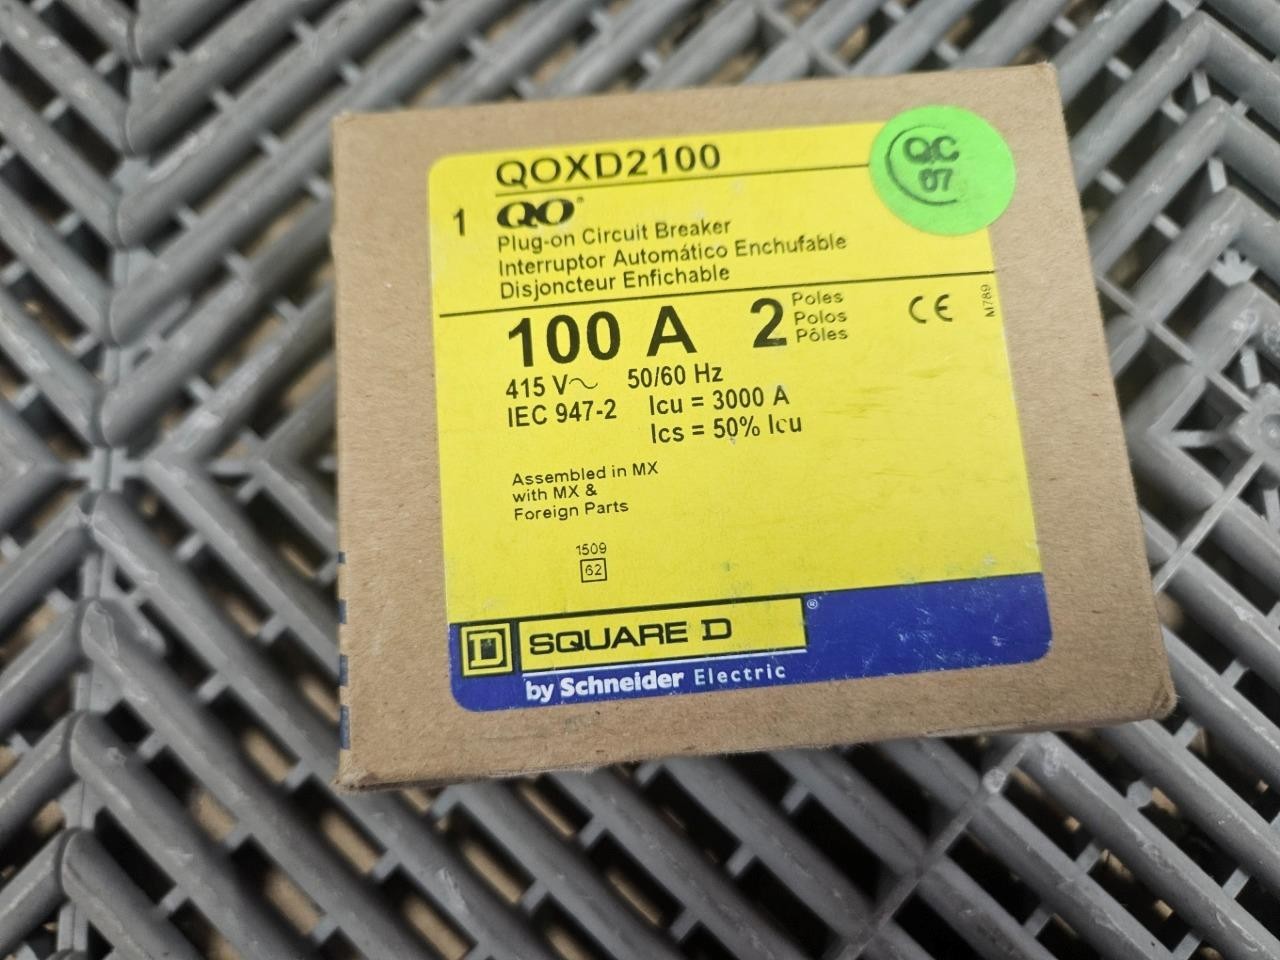 QOXD2100
1 QO®
Plug-on Circuit Breaker
Interruptor Automático Enchufable
Disjoncteur Enfichable
QC
07
100 A 2 Poles
Polos
Pôles
CE
M789
415 V~ 50/60 Hz
IEC 947-2 Icu = 3000 A
Ics = 50% Icu
Assembled in MX
with MX &
Foreign Parts
1509
62
D SQUARE D ®
by Schneider Electric